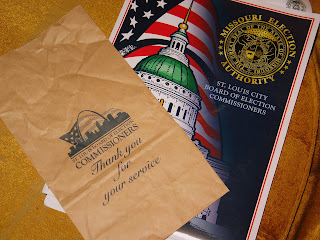 MISSOURI ELECTION
AUTHORITY
ST. LOUIS CITY
BOARD OF ELECTION
COMMISSIONERS
COMMISSIONERS
Thank you
for
your service